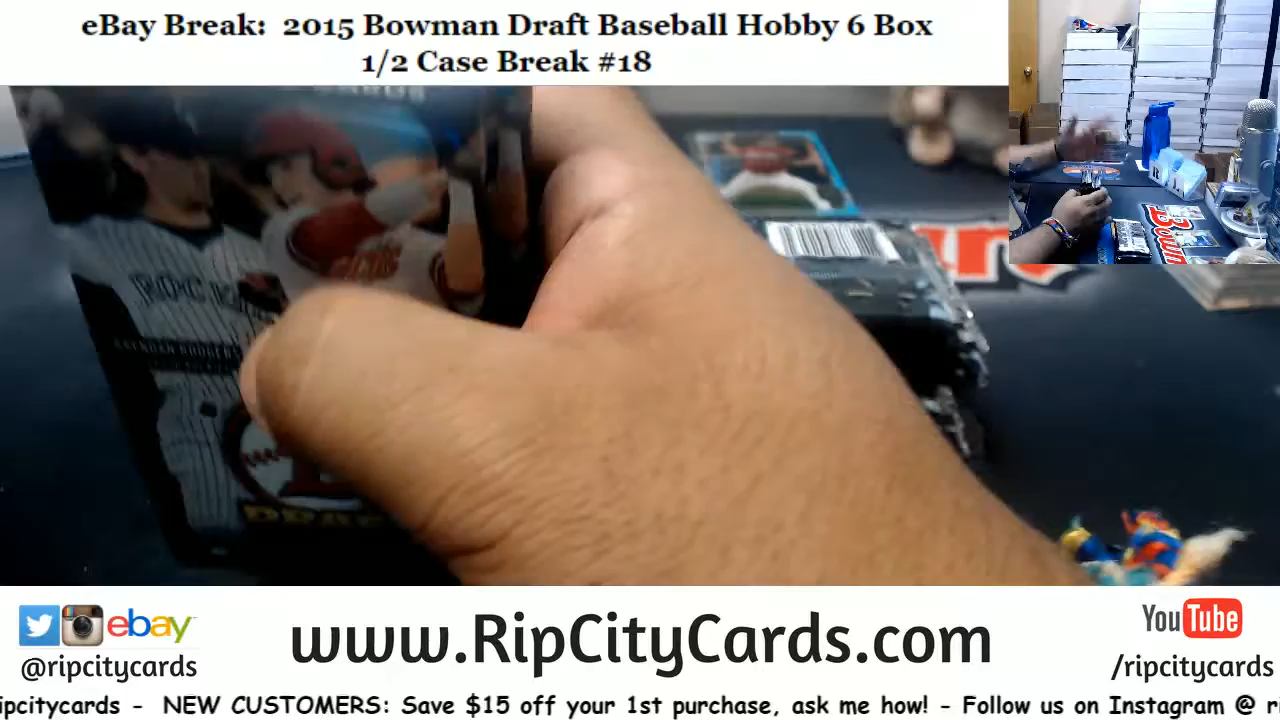 eBay Break: 2015 Bowman Draft Baseball Hobby 6 Box
1/2 Case Break #18
ebay
@ripcitycards
www.RipCityCards.com
YouTube
/ripcitycards
ipcitycards - NEW CUSTOMERS: Save $15 off your 1st purchase, ask me how! - Follow us on Instagram @ r